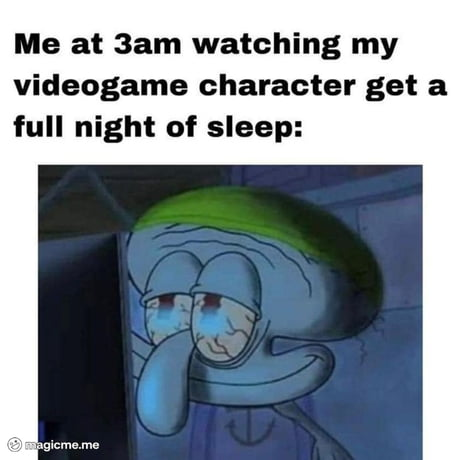 Me at 3am watching my
videogame character get a
full night of sleep:
magicme.me